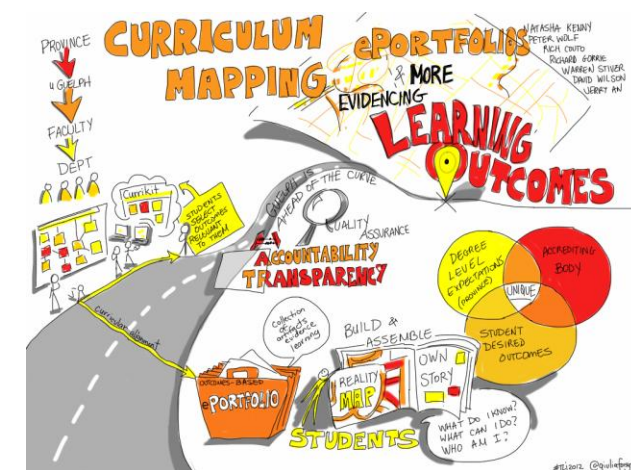 CURRICULUM
MAPPING
ePORTFOLIOS
& MORE
EVIDENCING
LEARNING
OUTCOMES
NATASHA KENNY
PETER WOLF
RICH COUTO
RICHARD GORRIE
WARREN STIVER
DAVID WILSON
JERRY AN
PROVINCE
U GUELPH
FACULTY
DEPT
Currikit
STUDENTS
SELECT
OUTCOMES
RELEVANT
TO THEM
GUELPH IS
AHEAD OF THE CURVE
QUALITY
ASSURANCE
ACCOUNTABILITY
TRANSPARENCY
curricular alignment
OUTCOMES-BASED
ePORTFOLIO
collection
of artifacts
evidence
learning
BUILD &
ASSEMBLE
REALITY
MAP
OWN
STORY
STUDENTS
WHAT DO I KNOW?
WHAT CAN I DO?
WHO AM I?
DEGREE
LEVEL
EXPECTATIONS
(PROVINCE)
ACCREDITING
BODY
UNIQUE
STUDENT
DESIRED
OUTCOMES